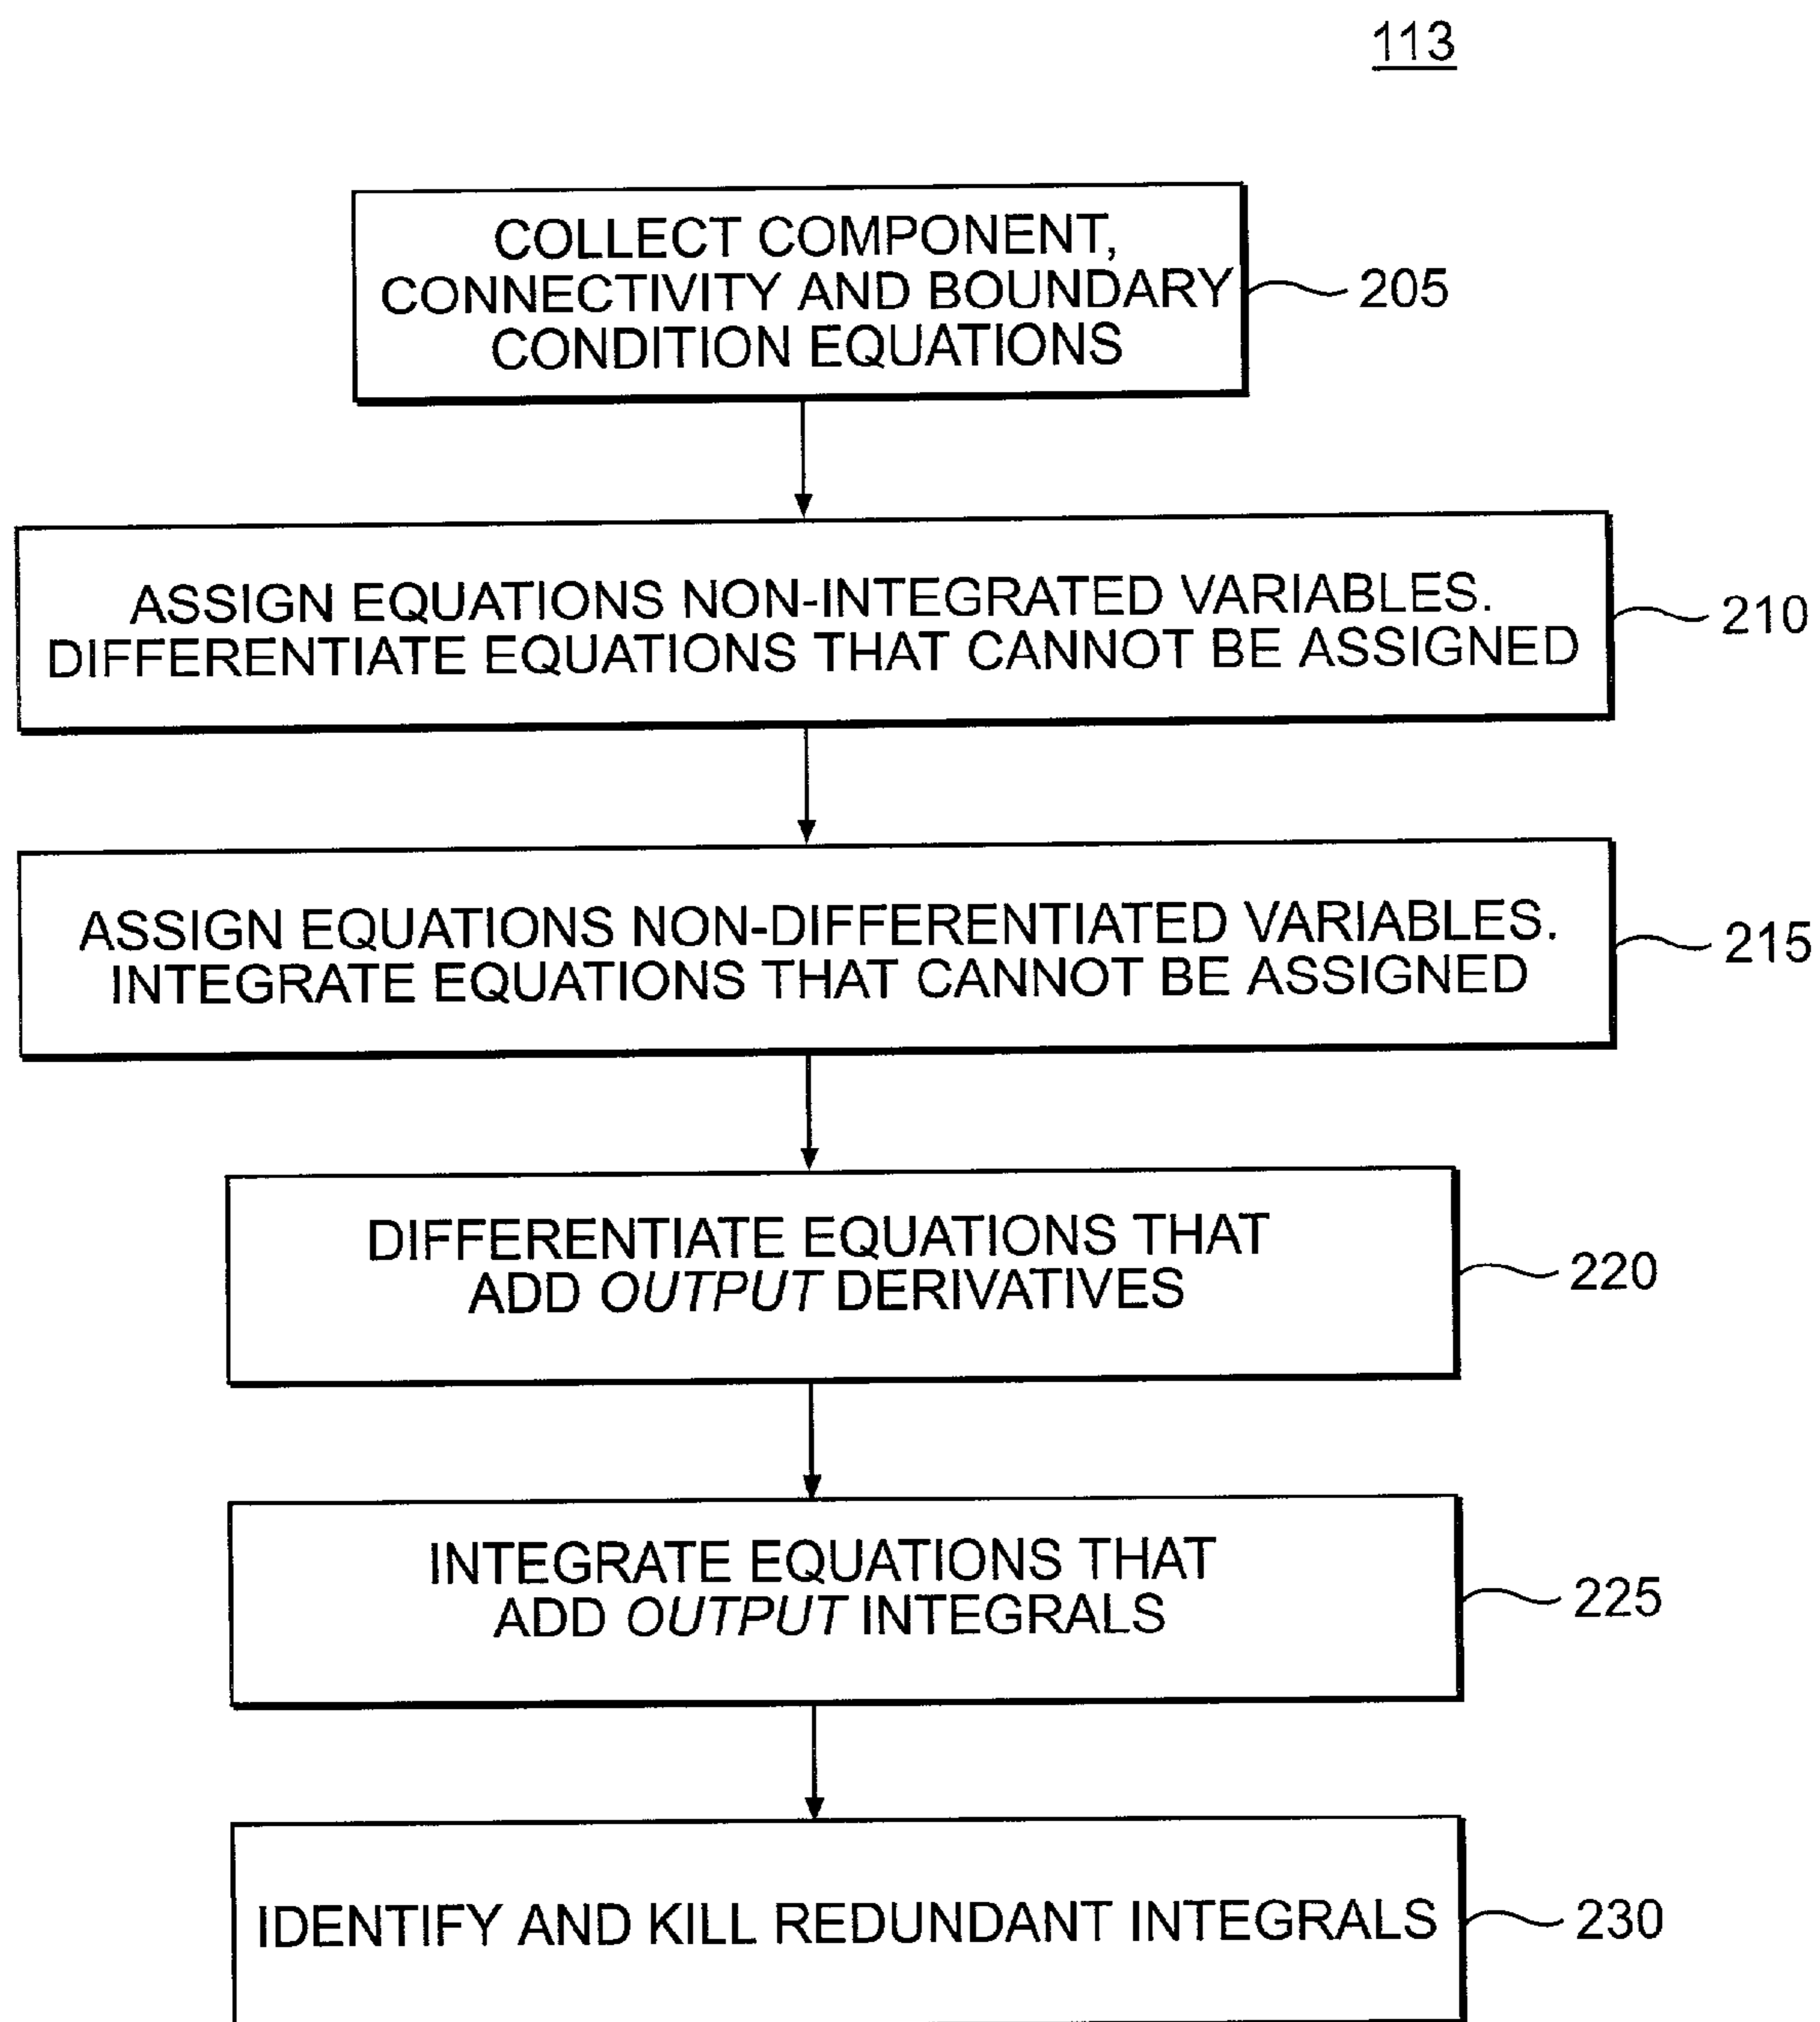 113
COLLECT COMPONENT,
CONNECTIVITY AND BOUNDARY
CONDITION EQUATIONS
205
ASSIGN EQUATIONS NON-INTEGRATED VARIABLES.
DIFFERENTIATE EQUATIONS THAT CANNOT BE ASSIGNED
210
ASSIGN EQUATIONS NON-DIFFERENTIATED VARIABLES.
INTEGRATE EQUATIONS THAT CANNOT BE ASSIGNED
215
DIFFERENTIATE EQUATIONS THAT
ADD OUTPUT DERIVATIVES
220
INTEGRATE EQUATIONS THAT
ADD OUTPUT INTEGRALS
225
IDENTIFY AND KILL REDUNDANT INTEGRALS
230